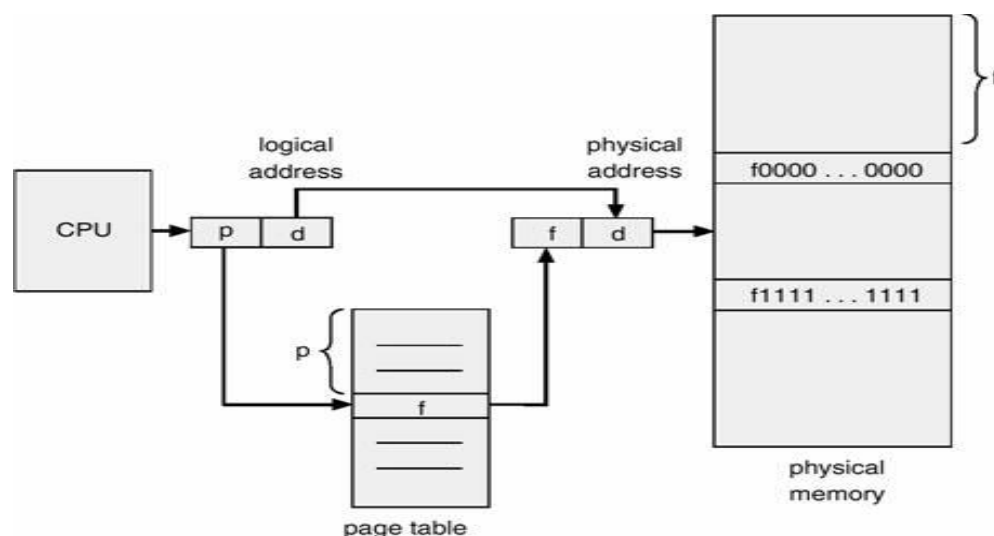 logical
address
physical
address
f0000 . . . 0000
CPU
p
d
f
d
f1111 . . . 1111
p
f
physical
memory
page table